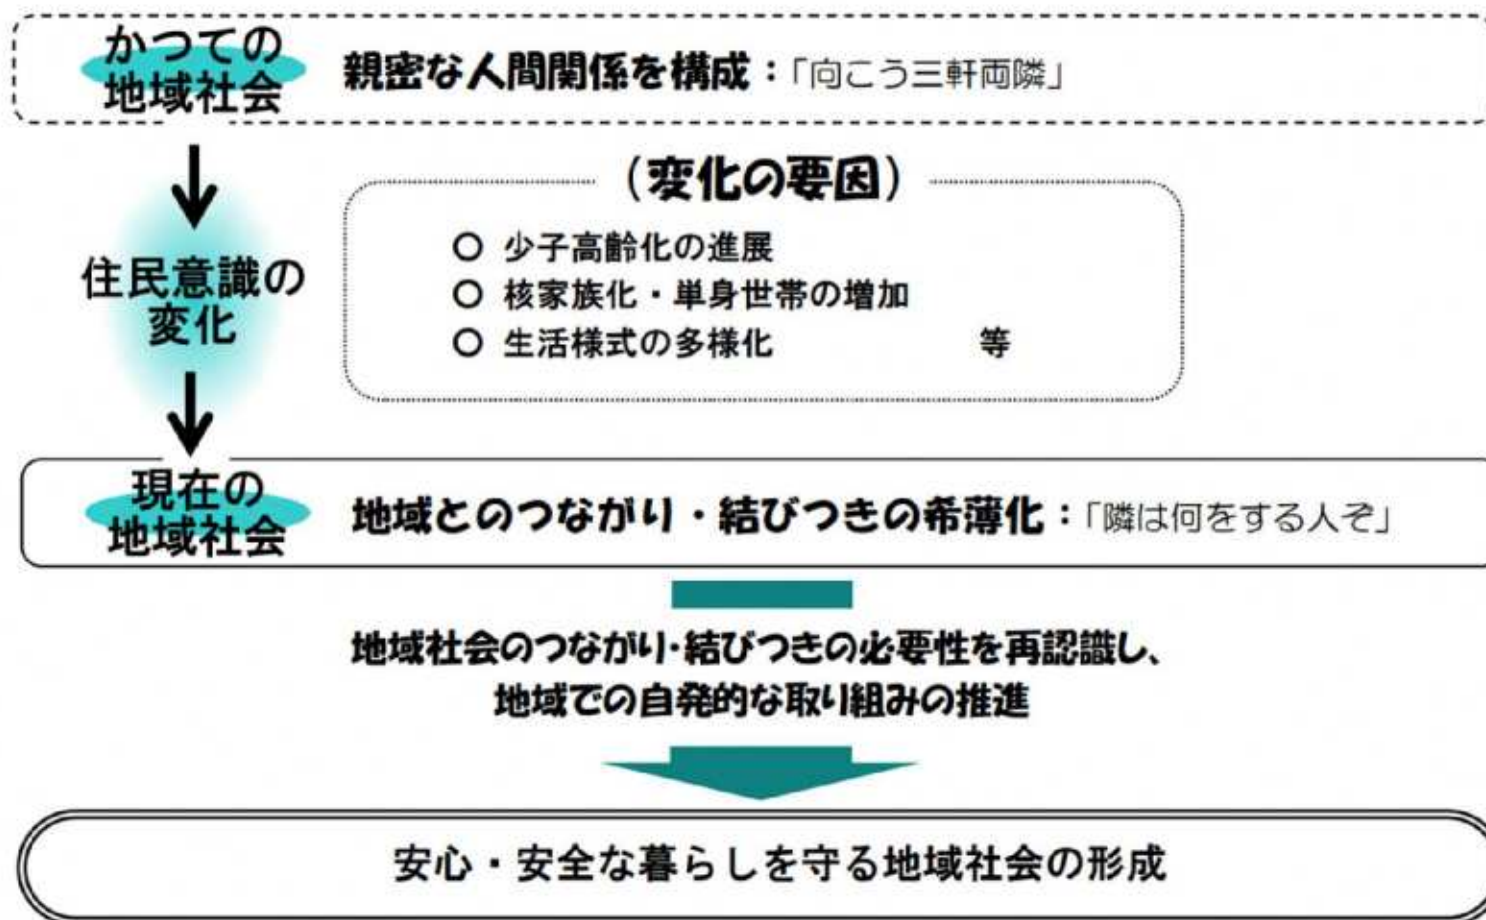 かつての
地域社会
親密な人間関係を構成：「向こう三軒両隣」
（変化の要因）
○ 少子高齢化の進展
○ 核家族化・単身世帯の増加
○ 生活様式の多様化 等
住民意識の
変化
現在の
地域社会
地域とのつながり・結びつきの希薄化：「隣は何をする人ぞ」
地域社会のつながり・結びつきの必要性を再認識し、
地域での自発的な取り組みの推進
安心・安全な暮らしを守る地域社会の形成